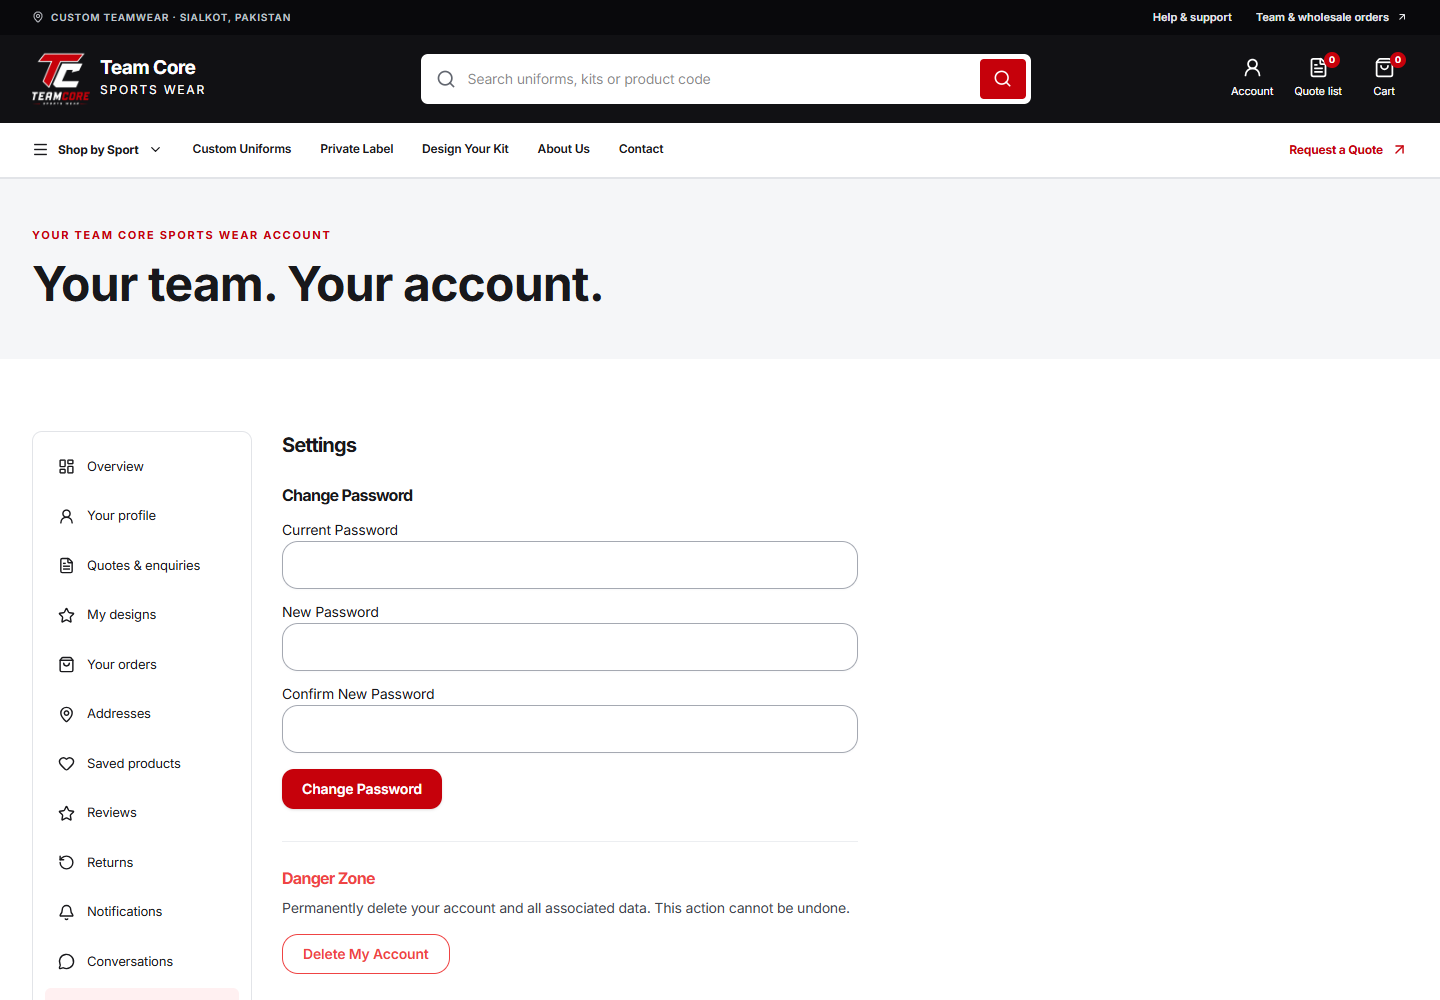 CUSTOM TEAMWEAR · SIALKOT, PAKISTAN
Help & support
Team & wholesale orders
TC
TEAMCORE
SPORTS WEAR
Team Core
SPORTS WEAR
Search uniforms, kits or product code
Account
0
Quote list
0
Cart
Shop by Sport
Custom Uniforms
Private Label
Design Your Kit
About Us
Contact
Request a Quote
YOUR TEAM CORE SPORTS WEAR ACCOUNT
Your team. Your account.
Overview
Your profile
Quotes & enquiries
My designs
Your orders
Addresses
Saved products
Reviews
Returns
Notifications
Conversations
Settings
Change Password
Current Password
New Password
Confirm New Password
Change Password
Danger Zone
Permanently delete your account and all associated data. This action cannot be undone.
Delete My Account